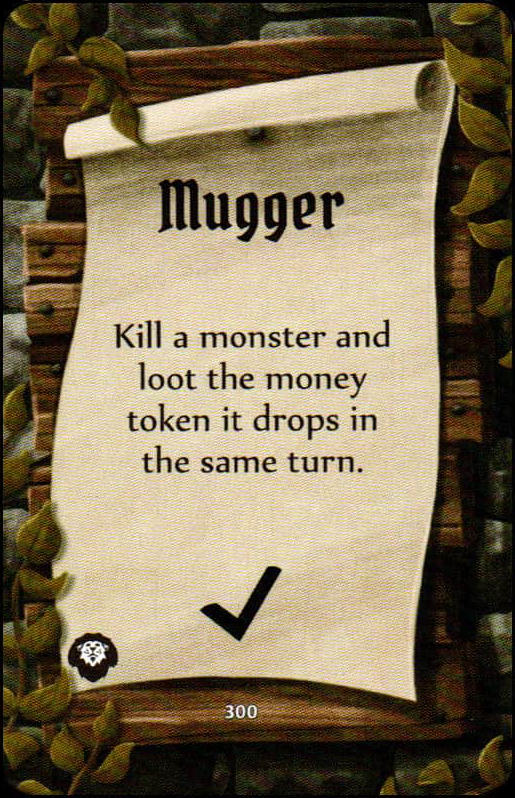 Mugger
Kill a monster and
loot the money
token it drops in
the same turn.
300